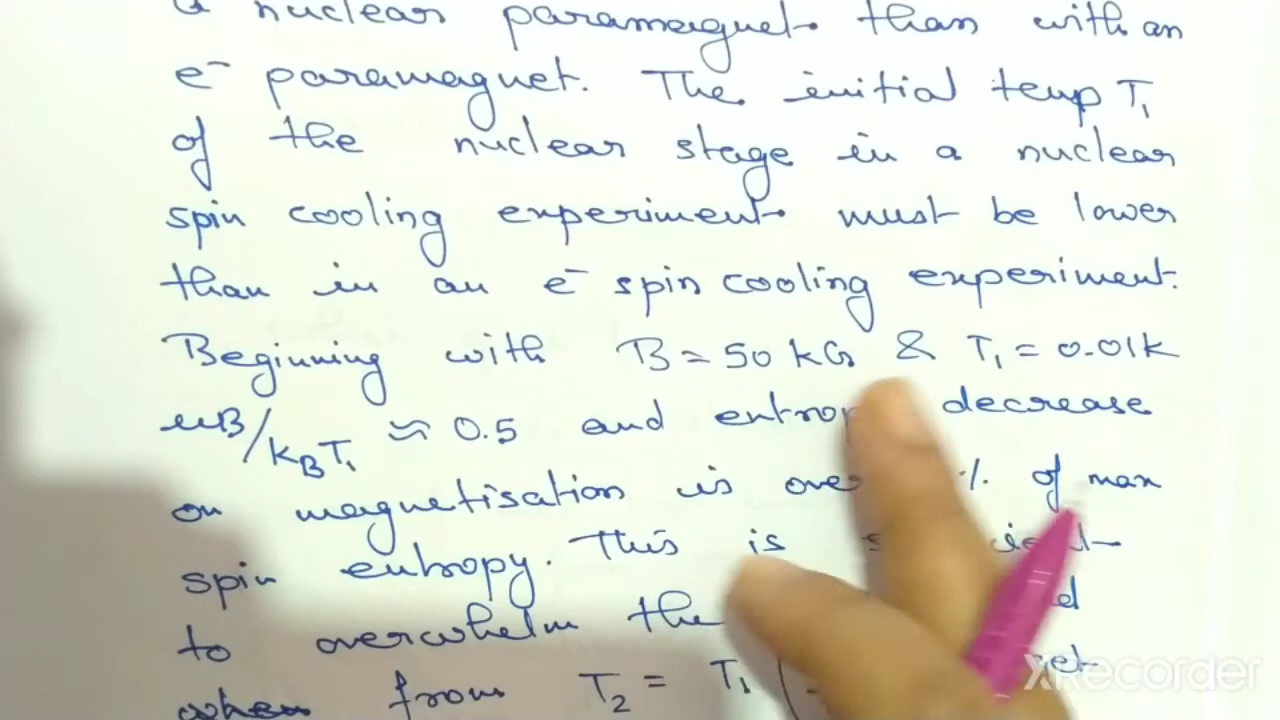 a nuclear paramagnet than with an
e⁻ paramagnet. The initial temp T₁
of the nuclear stage in a nuclear
spin cooling experiment must be lower
than in an e⁻ spin cooling experiment.
Beginning with B = 50 kG & T₁ = 0.01K
μB/k_BT₁ ≈ 0.5 and decrease
on magnetisation is % of max
spin entropy. This is
to overwhelm the
from T₂ = T₁ (
XRecorder